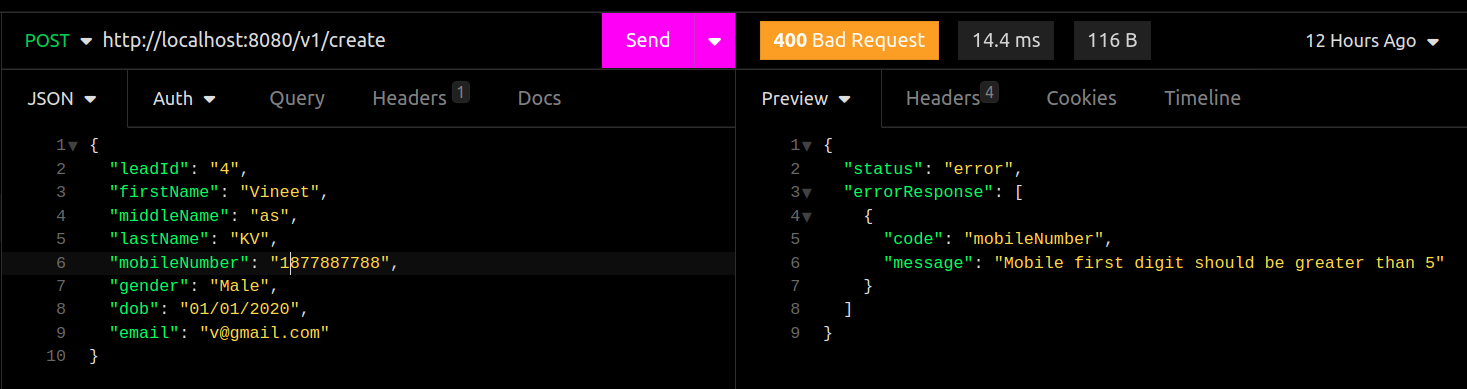 POST http://localhost:8080/v1/create Send 400 Bad Request 14.4 ms 116 B 12 Hours Ago
JSON Auth Query Headers 1 Docs
1 {
2 "leadId": "4",
3 "firstName": "Vineet",
4 "middleName": "as",
5 "lastName": "KV",
6 "mobileNumber": "1877887788",
7 "gender": "Male",
8 "dob": "01/01/2020",
9 "email": "v@gmail.com"
10 }
Preview Headers 4 Cookies Timeline
1 {
2 "status": "error",
3 "errorResponse": [
4 {
5 "code": "mobileNumber",
6 "message": "Mobile first digit should be greater than 5"
7 }
8 ]
9 }